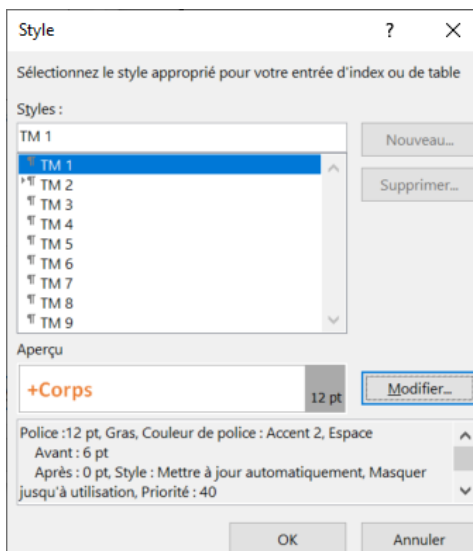 Style
?
Sélectionnez le style approprié pour votre entrée d'index ou de table
Styles :
TM 1
Nouveau...
¶ TM 1
Supprimer...
¶ TM 2
¶ TM 3
¶ TM 4
¶ TM 5
¶ TM 6
¶ TM 7
¶ TM 8
¶ TM 9
Aperçu
+Corps
12 pt
Modifier...
Police :12 pt, Gras, Couleur de police : Accent 2, Espace
Avant : 6 pt
Après : 0 pt, Style : Mettre à jour automatiquement, Masquer
jusqu'à utilisation, Priorité : 40
OK
Annuler